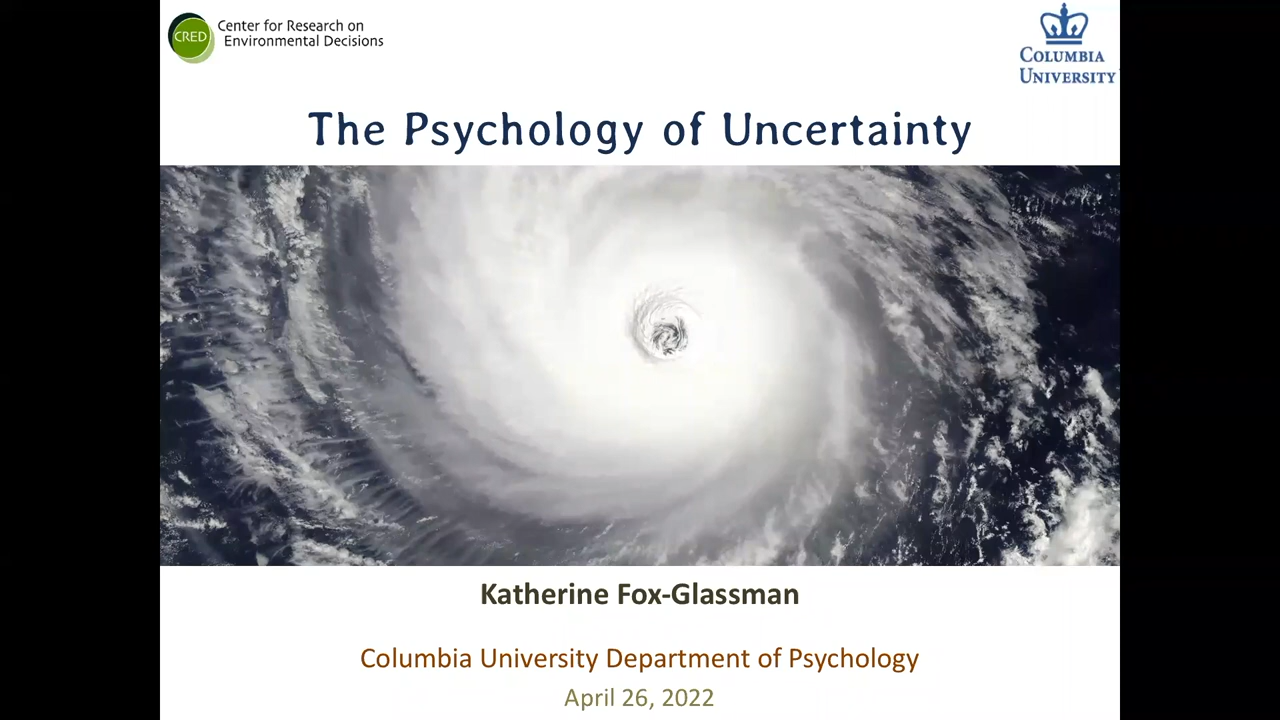 CRED
Center for Research on
Environmental Decisions
COLUMBIA
UNIVERSITY
The Psychology of Uncertainty
Katherine Fox-Glassman
Columbia University Department of Psychology
April 26, 2022